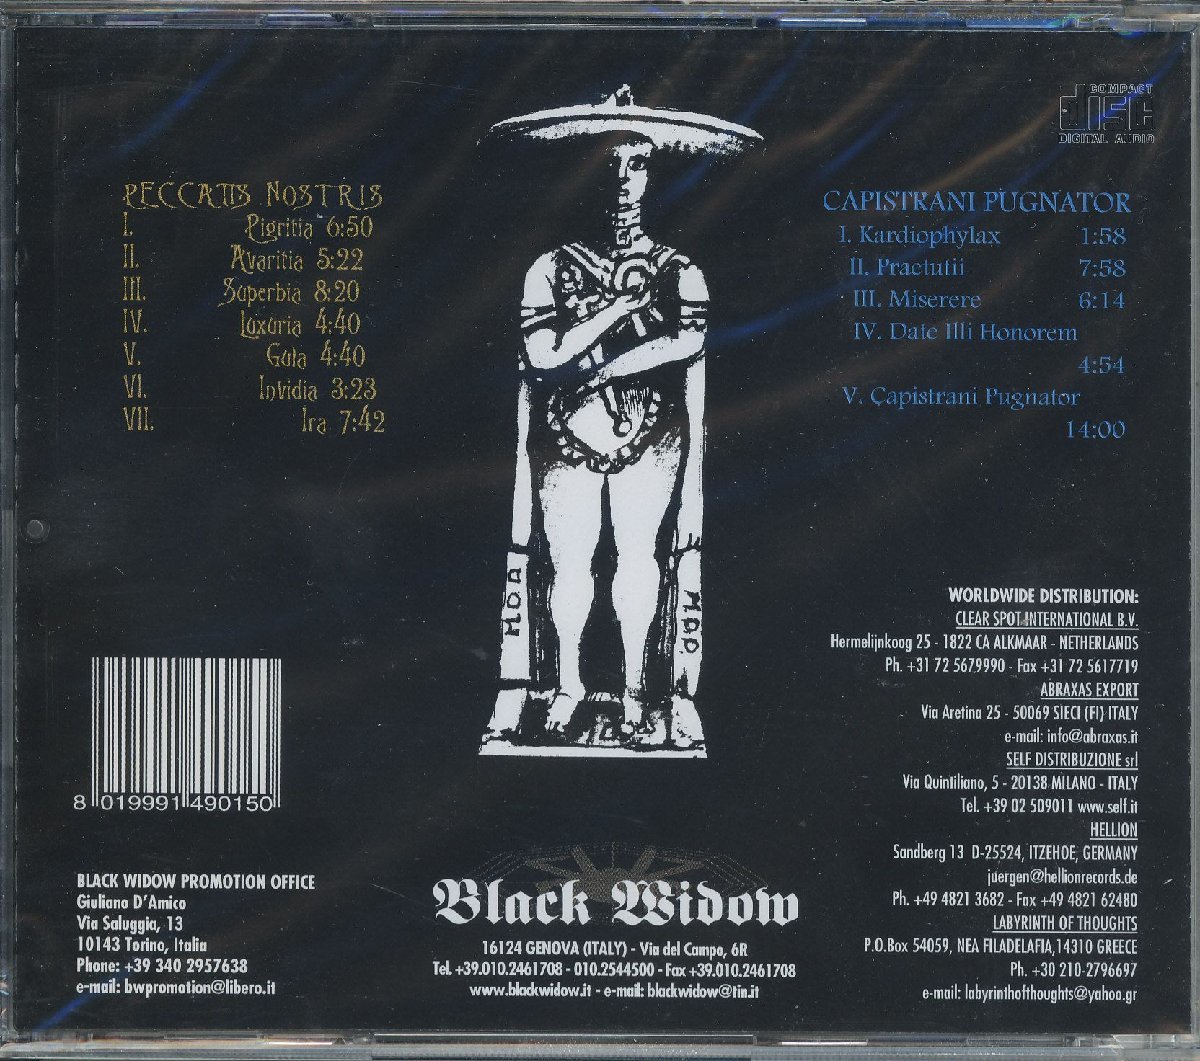 COMPACT
disc
DIGITAL AUDIO
PECCATIS NOSTRIS
I. Pigritia 6:50
II. Avaritia 5:22
III. Superbia 8:20
IV. Luxuria 4:40
V. Gula 4:40
VI. Invidia 3:23
VII. Ira 7:42
CAPISTRANI PUGNATOR
I. Kardiophylax 1:58
II. Practutii 7:58
III. Miserere 6:14
IV. Date Illi Honorem
4:54
V. Capistrani Pugnator
14:00
MDA
MDD
8 019991 490150
BLACK WIDOW PROMOTION OFFICE
Giuliano D'Amico
Via Saluggia, 13
10143 Torino, Italia
Phone: +39 340 2957638
e-mail: bwpromotion@libero.it
Black Widow
16124 GENOVA (ITALY) - Via del Campo, 6R
Tel. +39.010.2461708 - 010.2544500 - Fax +39.010.2461708
www.blackwidow.it - e-mail: blackwidow@tin.it
WORLDWIDE DISTRIBUTION:
CLEAR SPOT INTERNATIONAL B.V.
Hermelijnkoog 25 - 1822 CA ALKMAAR - NETHERLANDS
Ph. +31 72 5679990 - Fax +31 72 5617719
ABRAXAS EXPORT
Via Aretina 25 - 50069 SIECI (FI) ITALY
e-mail: info@abraxas.it
SELF DISTRIBUZIONE srl
Via Quintiliano, 5 - 20138 MILANO - ITALY
Tel. +39 02 509011 www.self.it
HELLION
Sandberg 13 D-25524, ITZEHOE, GERMANY
juergen@hellionrecords.de
Ph. +49 4821 3682 - Fax +49 4821 62480
LABYRINTH OF THOUGHTS
P.O.Box 54059, NEA FILADELAFIA,14310 GREECE
Ph. +30 210-2796697
e-mail: labyrinthofthoughts@yahoo.gr